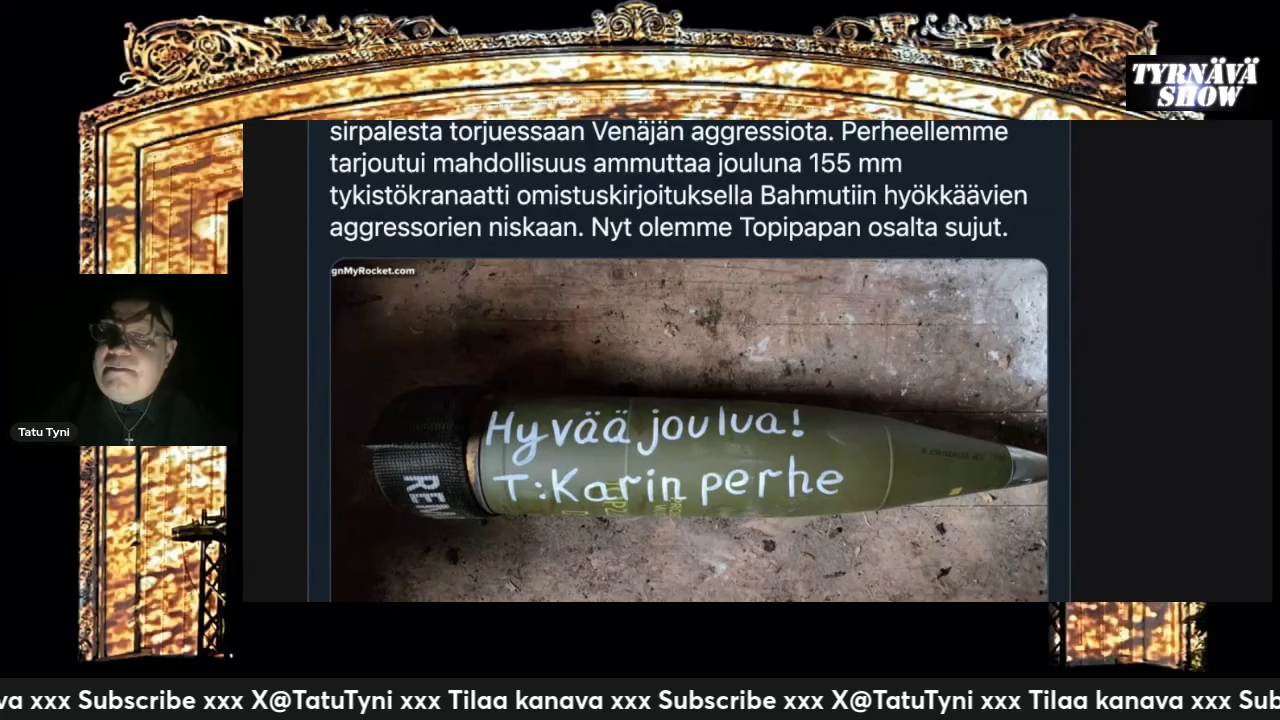 TYRNÄVÄ
SHOW
sirpalesta torjuessaan Venäjän aggressiota. Perheellemme
tarjoutui mahdollisuus ammuttaa jouluna 155 mm
tykistökranaatti omistuskirjoituksella Bahmutiin hyökkäävien
aggressorien niskaan. Nyt olemme Topipapan osalta sujut.
gnMyRocket.com
Hyvää joulua!
T:Karin perhe
REN
Tatu Tyni
va xxx Subscribe xxx X@TatuTyni xxx Tilaa kanava xxx Subscribe xxx X@TatuTyni xxx Tilaa kanava xxx Sub